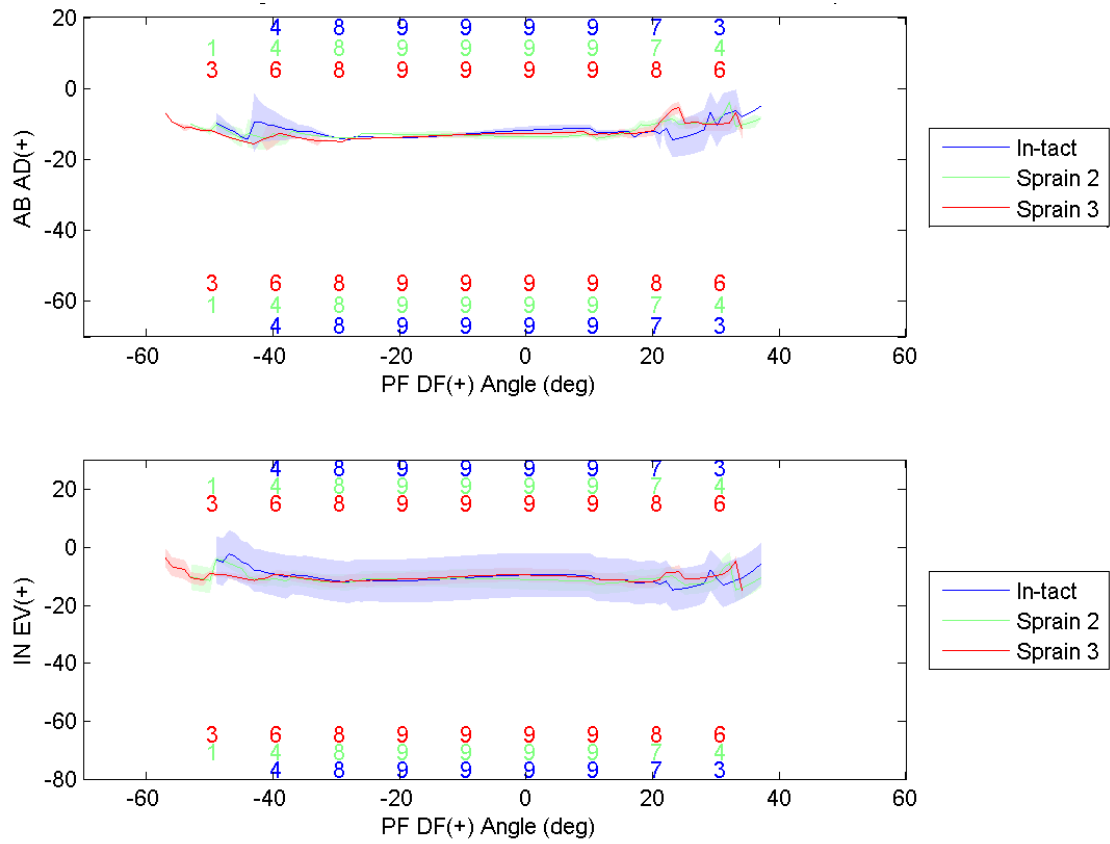 20
4 8 9 9 9 9 7 3
1 4 8 9 9 9 9 7 4
3 6 8 9 9 9 9 8 6
0
-20
-40
-60
AB AD(+
3 6 8 9 9 9 9 8 6
1 4 8 9 9 9 9 7 4
4 8 9 9 9 9 7 3
-60 -40 -20 0 20 40 60
PF DF(+) Angle (deg)
In-tact
Sprain 2
Sprain 3
20
4 8 9 9 9 9 7 3
1 4 8 9 9 9 9 7 4
3 6 8 9 9 9 9 8 6
0
-20
-40
-60
-80
IN EV(+
3 6 8 9 9 9 9 8 6
1 4 8 9 9 9 9 7 4
4 8 9 9 9 9 7 3
-60 -40 -20 0 20 40 60
PF DF(+) Angle (deg)
In-tact
Sprain 2
Sprain 3